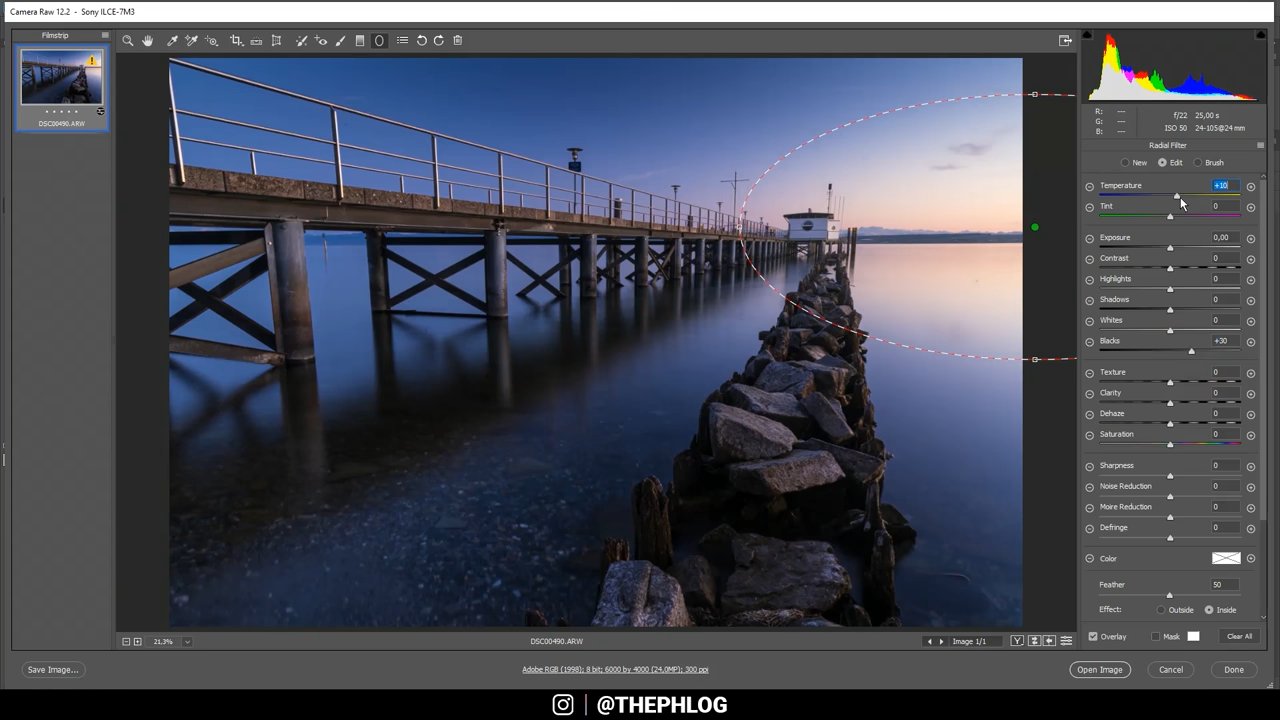 Camera Raw 12.2 - Sony ILCE-7M3
Filmstrip
DSC00490.ARW
R: ---
G: ---
B: ---
f/22 25,00 s
ISO 50 24-105@24 mm
Radial Filter
New Edit Brush
Temperature +10
Tint 0
Exposure 0,00
Contrast 0
Highlights 0
Shadows 0
Whites 0
Blacks +30
Texture 0
Clarity 0
Dehaze 0
Saturation 0
Sharpness 0
Noise Reduction 0
Moire Reduction 0
Defringe 0
Color
Feather 50
Effect: Outside Inside
Overlay Mask Clear All
21,3% DSC00490.ARW Image 1/1 Y
Save Image... Adobe RGB (1998); 8 bit; 6000 by 4000 (24,0MP); 300 ppi Open Image Cancel Done
@THEPHLOG